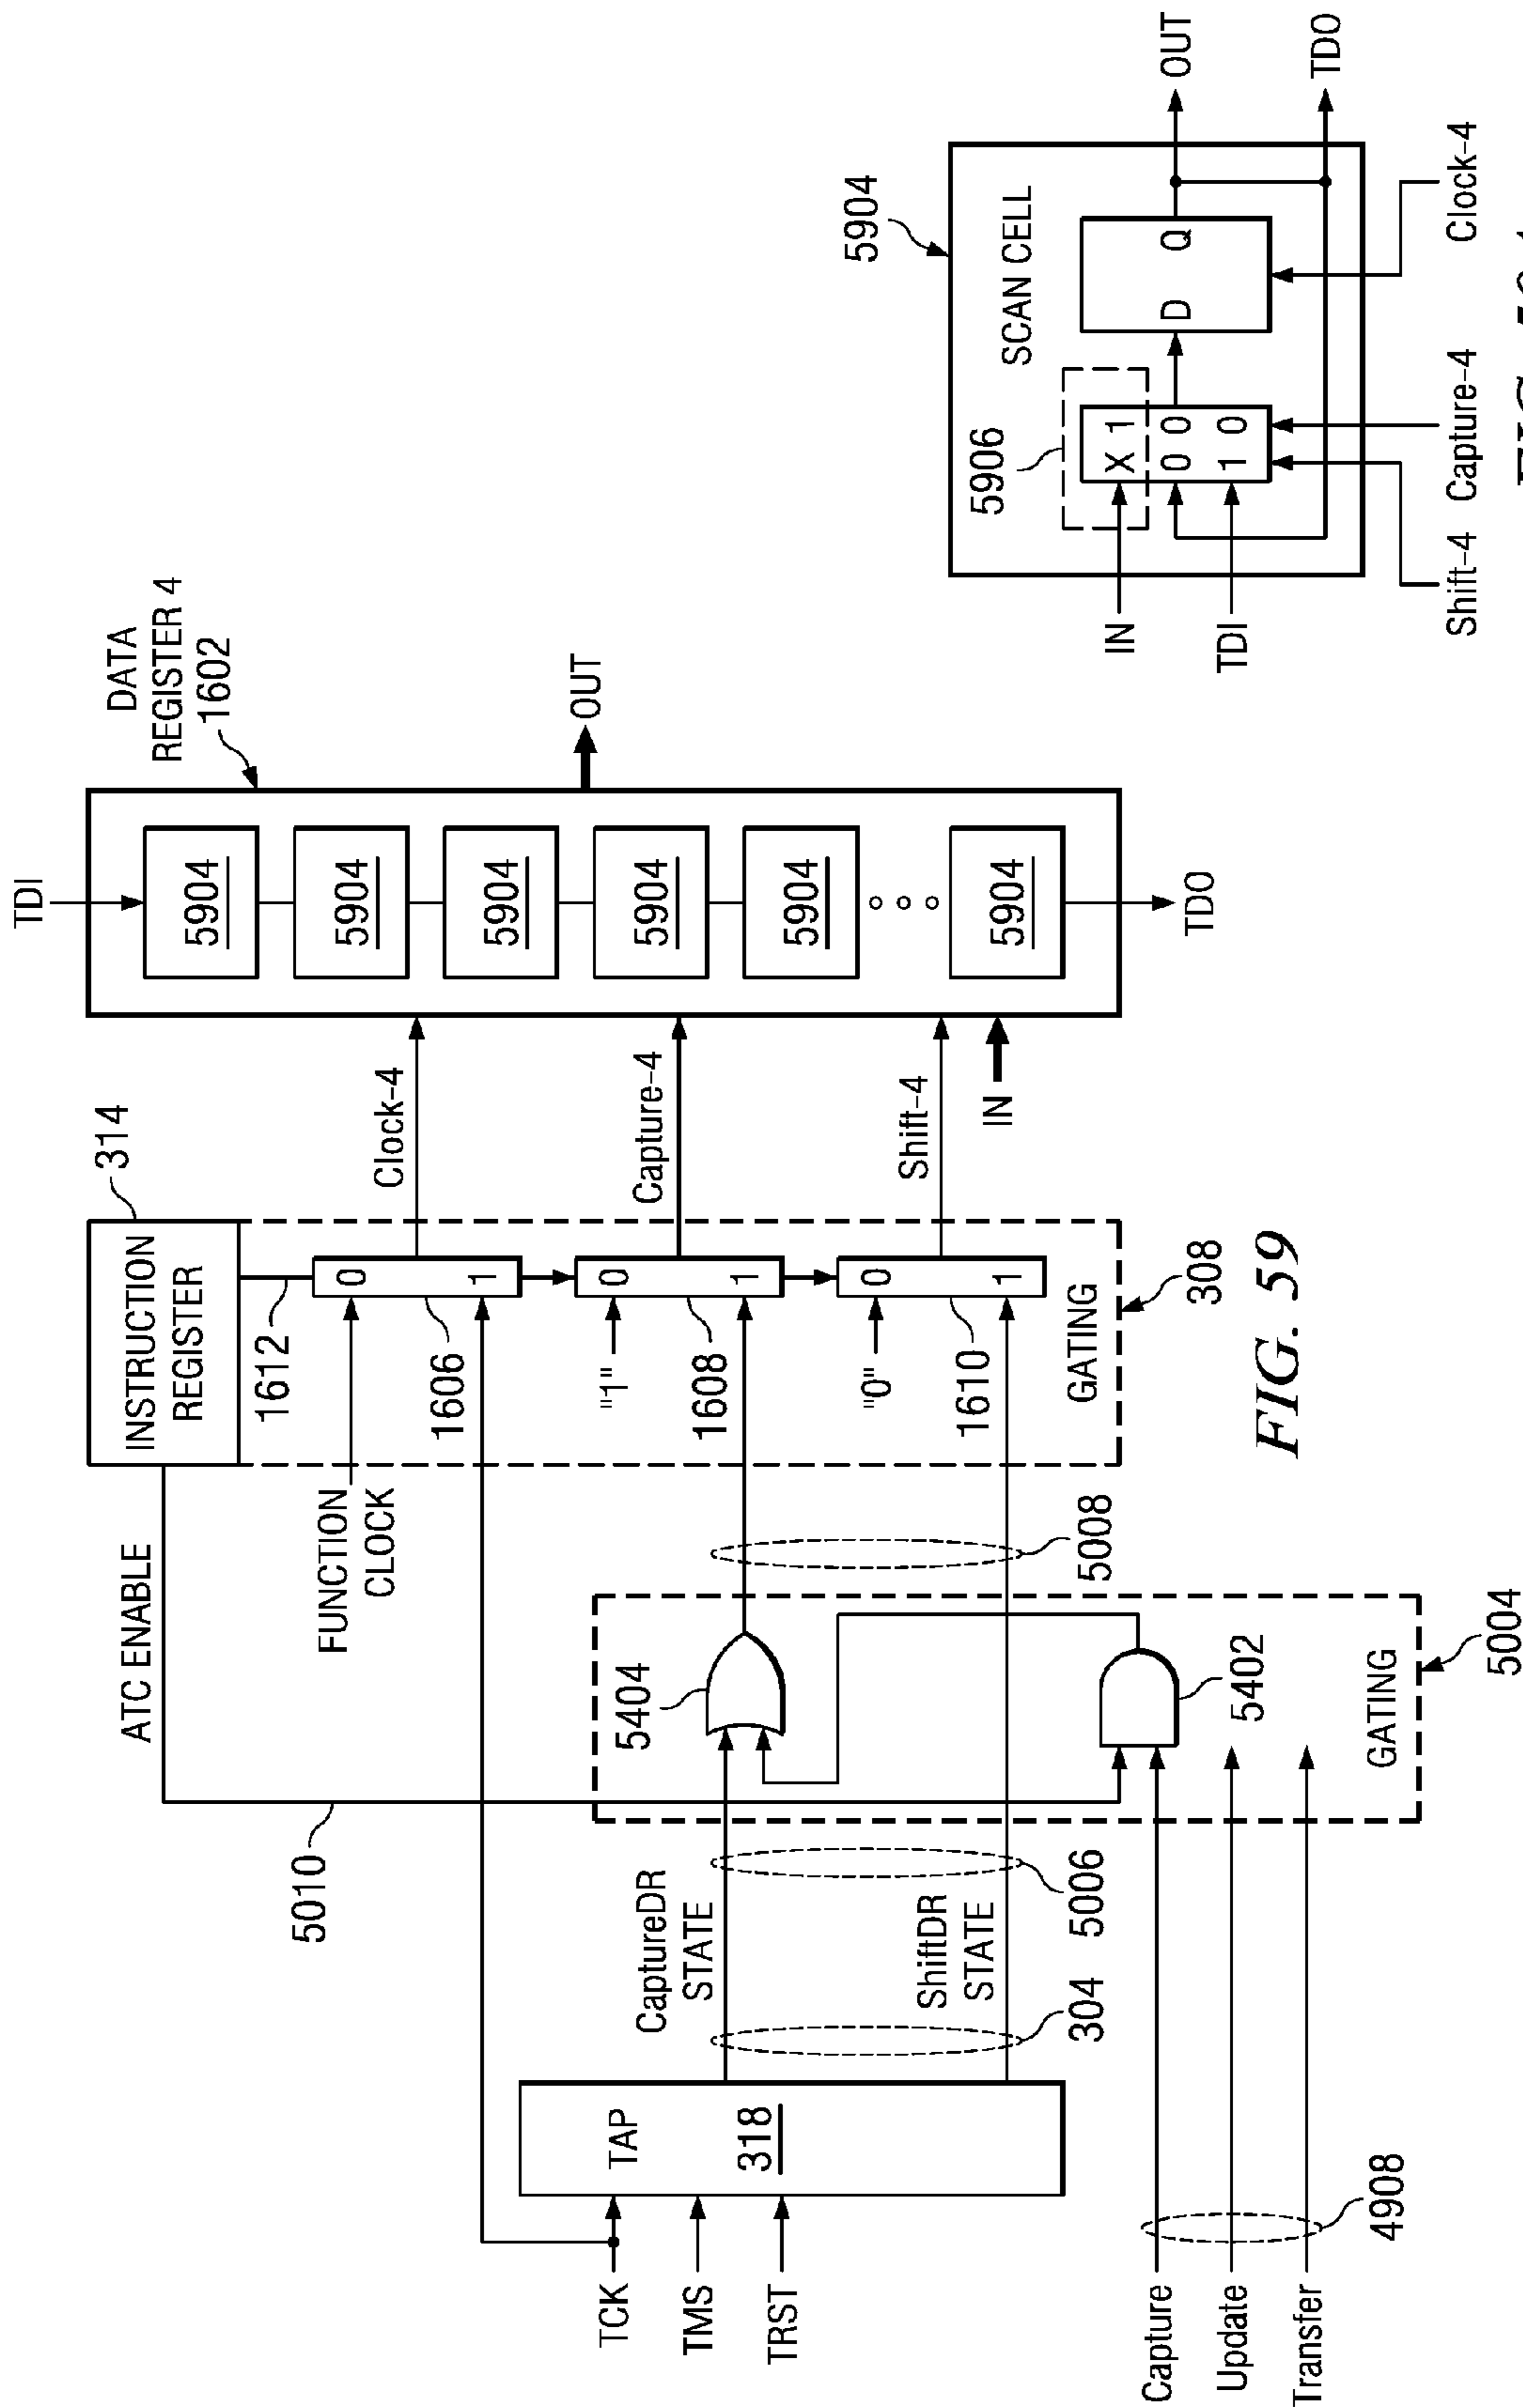 TCK
TMS
TRST
TAP
318
CaptureDR
STATE
ShiftDR
STATE
304
5006
5010
ATC ENABLE
Capture
Update
Transfer
4908
5404
5402
GATING
5004
5008
INSTRUCTION
REGISTER
314
1612
FUNCTION
CLOCK
0
1
1606
"1"
0
1
1608
"0"
0
1
1610
GATING
308
Clock-4
Capture-4
Shift-4
IN
TDI
DATA
REGISTER 4
1602
5904
5904
5904
5904
5904
5904
OUT
TDO
FIG. 59
5904
SCAN CELL
5906
IN
TDI
X 1
0 0
1 0
D Q
OUT
TDO
Shift-4
Capture-4
Clock-4